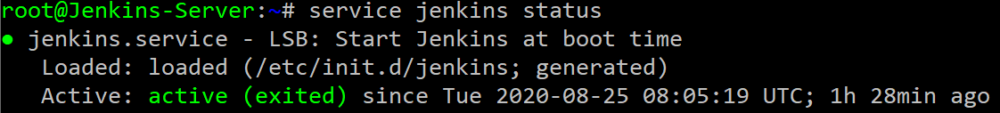 root@Jenkins-Server:~# service jenkins status
● jenkins.service - LSB: Start Jenkins at boot time
Loaded: loaded (/etc/init.d/jenkins; generated)
Active: active (exited) since Tue 2020-08-25 08:05:19 UTC; 1h 28min ago